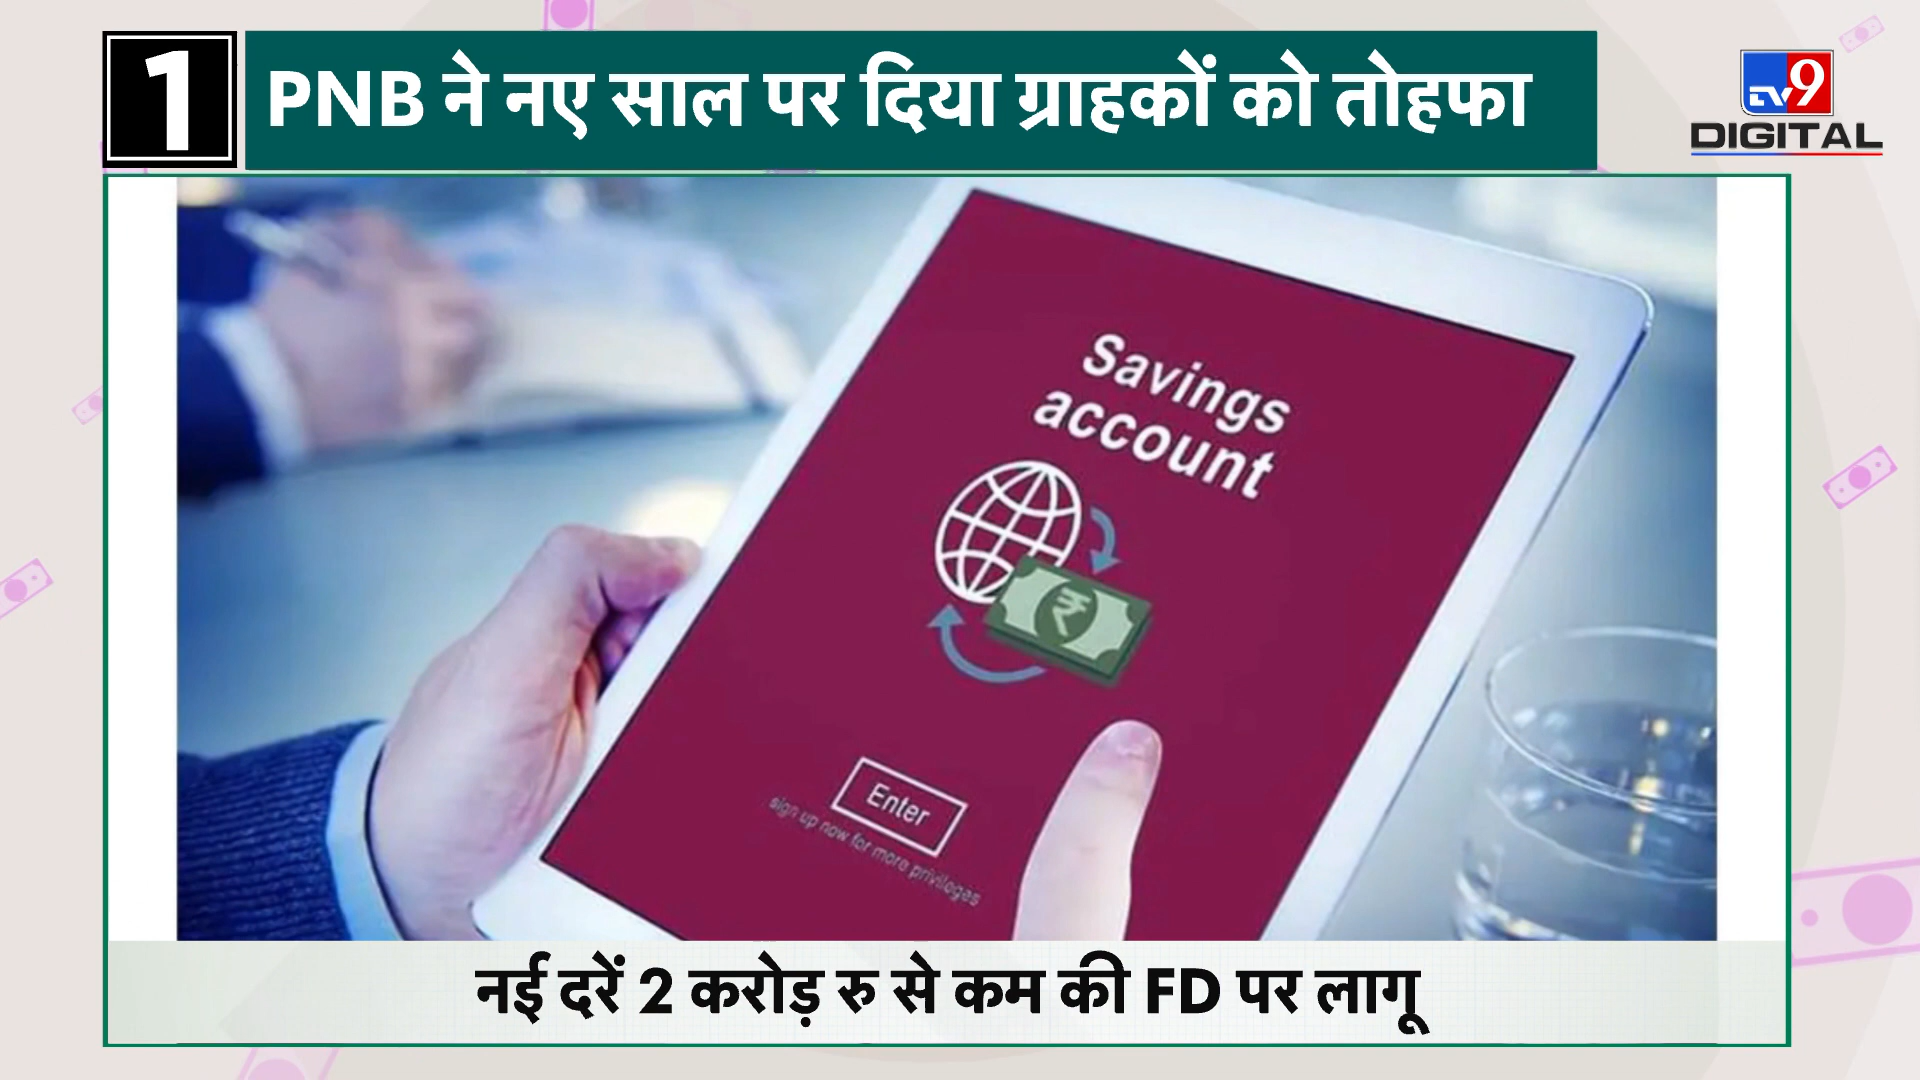 1
PNB ने नए साल पर दिया ग्राहकों को तोहफा
TV9
DIGITAL
Savings
account
₹
Enter
sign up now for more privileges
नई दरें 2 करोड़ रु से कम की FD पर लागू